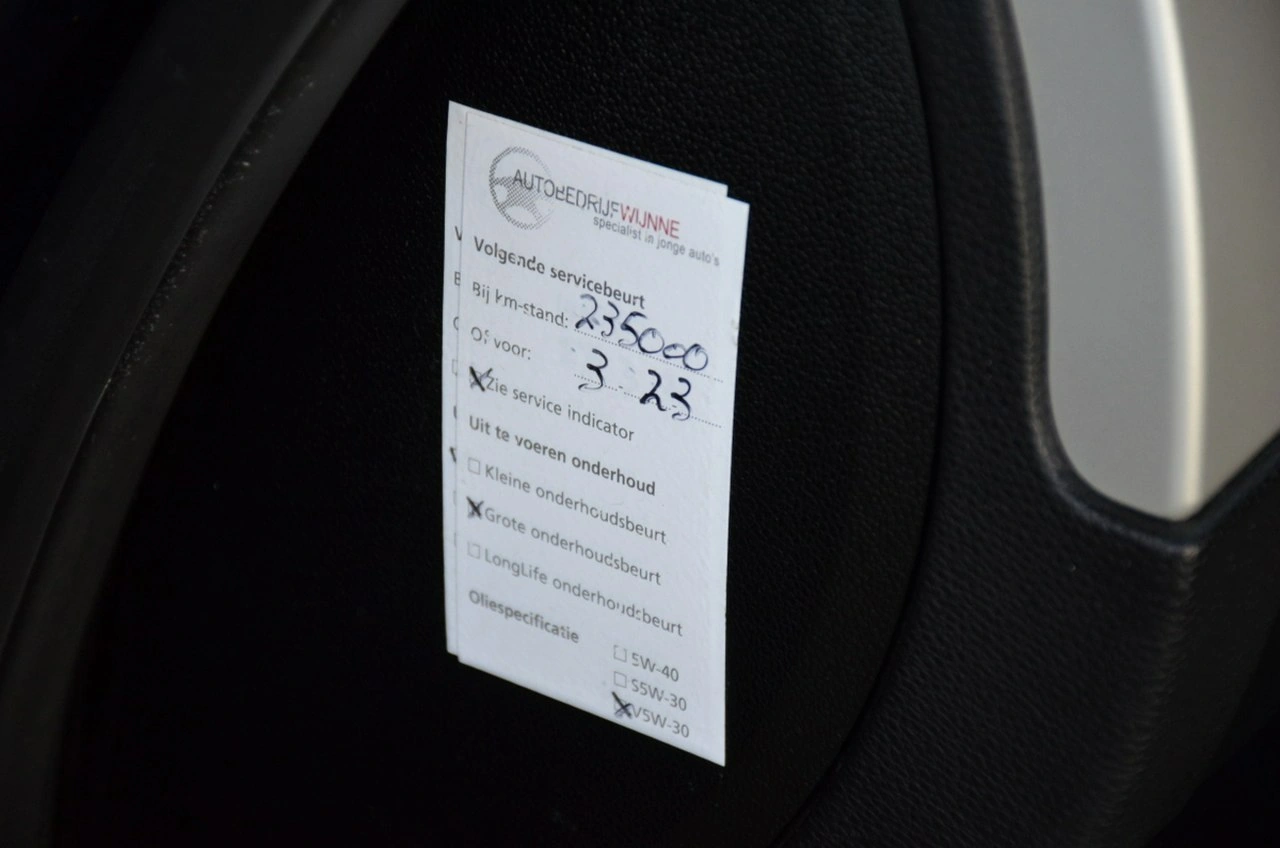 AUTOBEDRIJFWIJNNE
specialist in jonge auto's
Volgende servicebeurt
Bij km-stand: 235000
Of voor: 3-23
Zie service indicator
Uit te voeren onderhoud
Kleine onderhoudsbeurt
Grote onderhoudsbeurt
LongLife onderhoudsbeurt
Oliespecificatie
5W-40
S5W-30
V5W-30